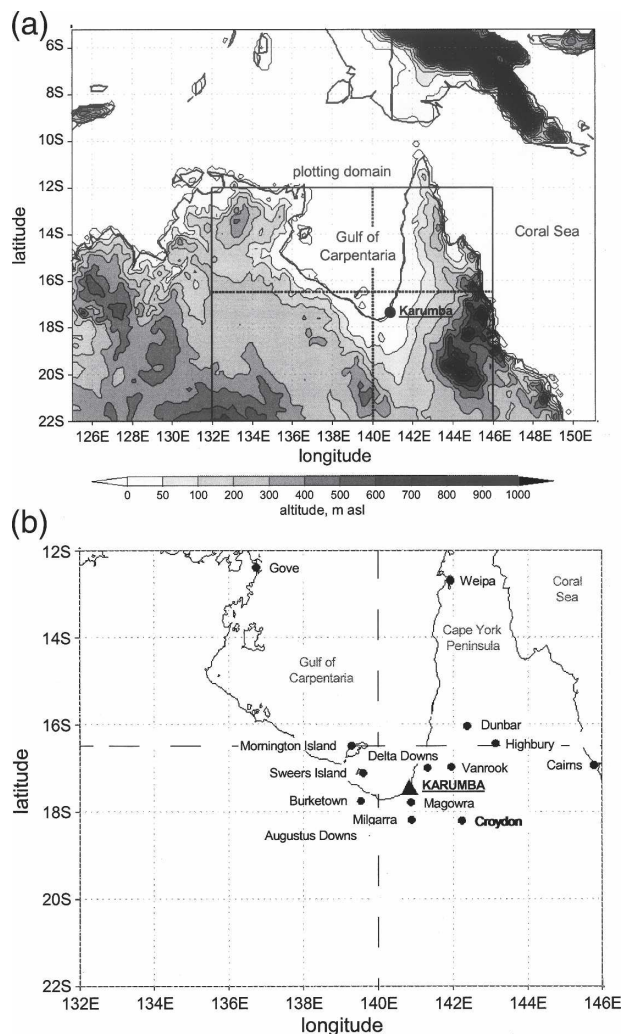 (a)
6S
8S
10S
12S
14S
16S
18S
20S
22S
latitude
plotting domain
Gulf of
Carpentaria
Coral Sea
Karumba
126E 128E 130E 132E 134E 136E 138E 140E 142E 144E 146E 148E 150E
longitude
0 50 100 200 300 400 500 600 700 800 900 1000
altitude, m asl
(b)
12S
14S
16S
18S
20S
22S
latitude
Gove
Weipa
Coral
Sea
Cape York
Peninsula
Gulf of
Carpentaria
Dunbar
Mornington Island
Highbury
Delta Downs
Cairns
Sweers Island
Vanrook
KARUMBA
Burketown
Magowra
Milgarra
Croydon
Augustus Downs
132E 134E 136E 138E 140E 142E 144E 146E
longitude